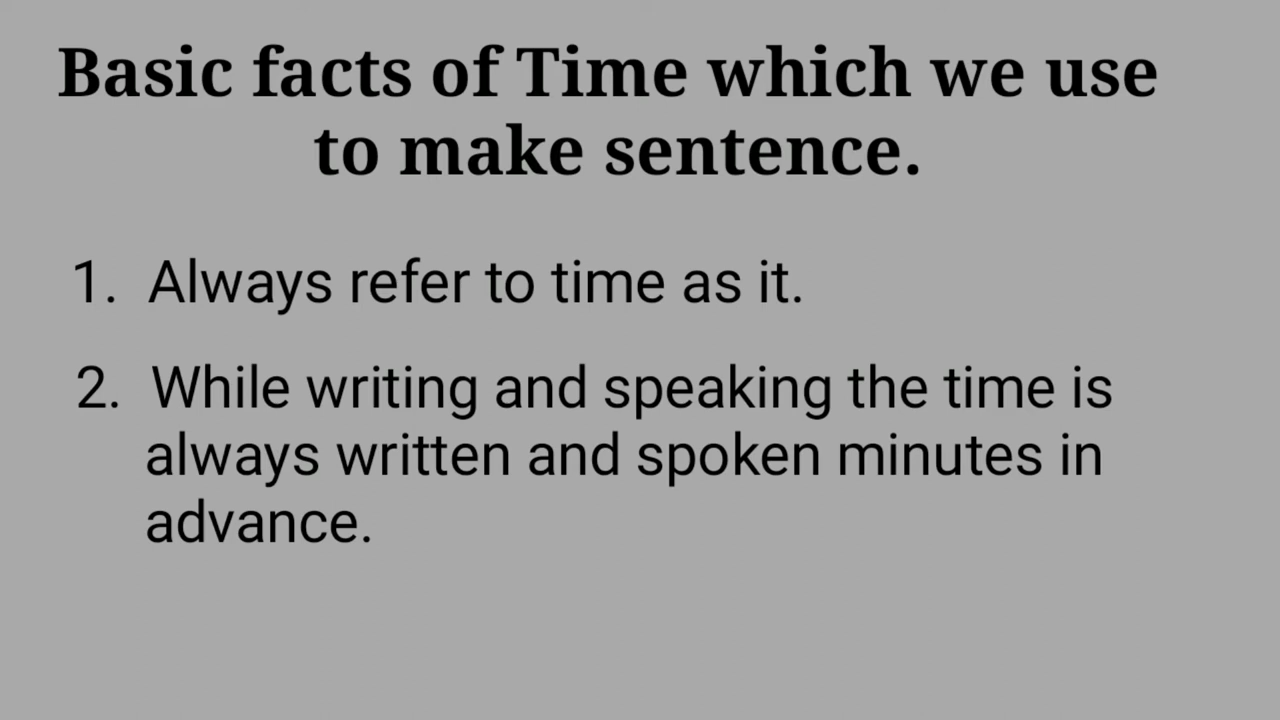 Basic facts of Time which we use
to make sentence.
1. Always refer to time as it.
2. While writing and speaking the time is
always written and spoken minutes in
advance.